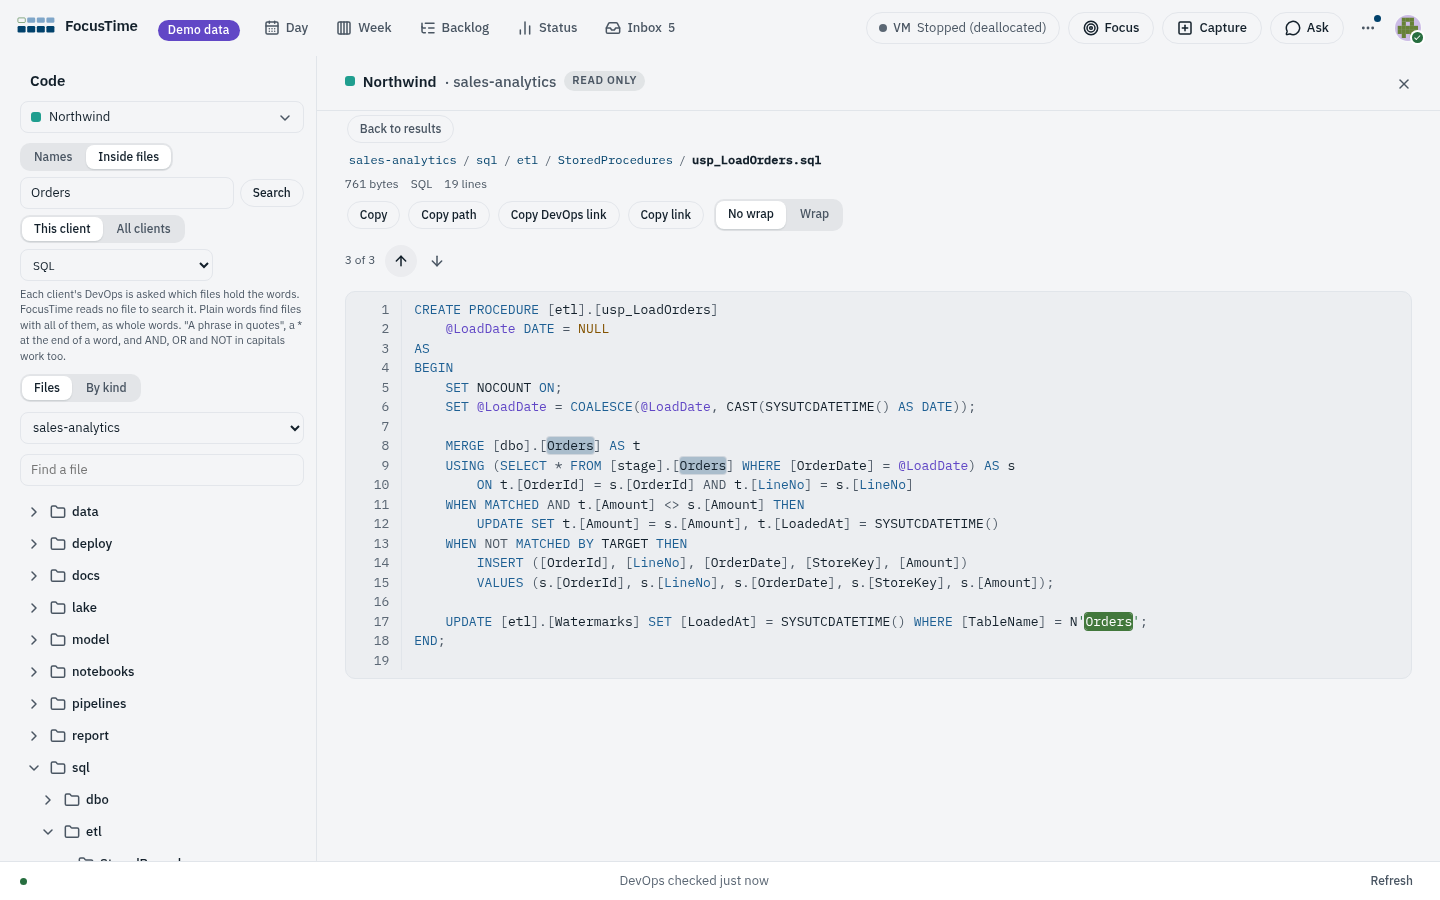 FocusTime
Demo data
Day
Week
Backlog
Status
Inbox 5
VM Stopped (deallocated)
Focus
Capture
Ask
Code
Northwind
Names
Inside files
Orders
Search
This client
All clients
SQL
Each client's DevOps is asked which files hold the words.
FocusTime reads no file to search it. Plain words find files
with all of them, as whole words. "A phrase in quotes", a *
at the end of a word, and AND, OR and NOT in capitals
work too.
Files
By kind
sales-analytics
Find a file
data
deploy
docs
lake
model
notebooks
pipelines
report
sql
dbo
etl
Northwind · sales-analytics READ ONLY
Back to results
sales-analytics / sql / etl / StoredProcedures / usp_LoadOrders.sql
761 bytes SQL 19 lines
Copy
Copy path
Copy DevOps link
Copy link
No wrap
Wrap
3 of 3
1 CREATE PROCEDURE [etl].[usp_LoadOrders]
2     @LoadDate DATE = NULL
3 AS
4 BEGIN
5     SET NOCOUNT ON;
6     SET @LoadDate = COALESCE(@LoadDate, CAST(SYSUTCDATETIME() AS DATE));
7
8     MERGE [dbo].[Orders] AS t
9     USING (SELECT * FROM [stage].[Orders] WHERE [OrderDate] = @LoadDate) AS s
10         ON t.[OrderId] = s.[OrderId] AND t.[LineNo] = s.[LineNo]
11     WHEN MATCHED AND t.[Amount] <> s.[Amount] THEN
12         UPDATE SET t.[Amount] = s.[Amount], t.[LoadedAt] = SYSUTCDATETIME()
13     WHEN NOT MATCHED BY TARGET THEN
14         INSERT ([OrderId], [LineNo], [OrderDate], [StoreKey], [Amount])
15         VALUES (s.[OrderId], s.[LineNo], s.[OrderDate], s.[StoreKey], s.[Amount]);
16
17     UPDATE [etl].[Watermarks] SET [LoadedAt] = SYSUTCDATETIME() WHERE [TableName] = N'Orders';
18 END;
19
DevOps checked just now
Refresh